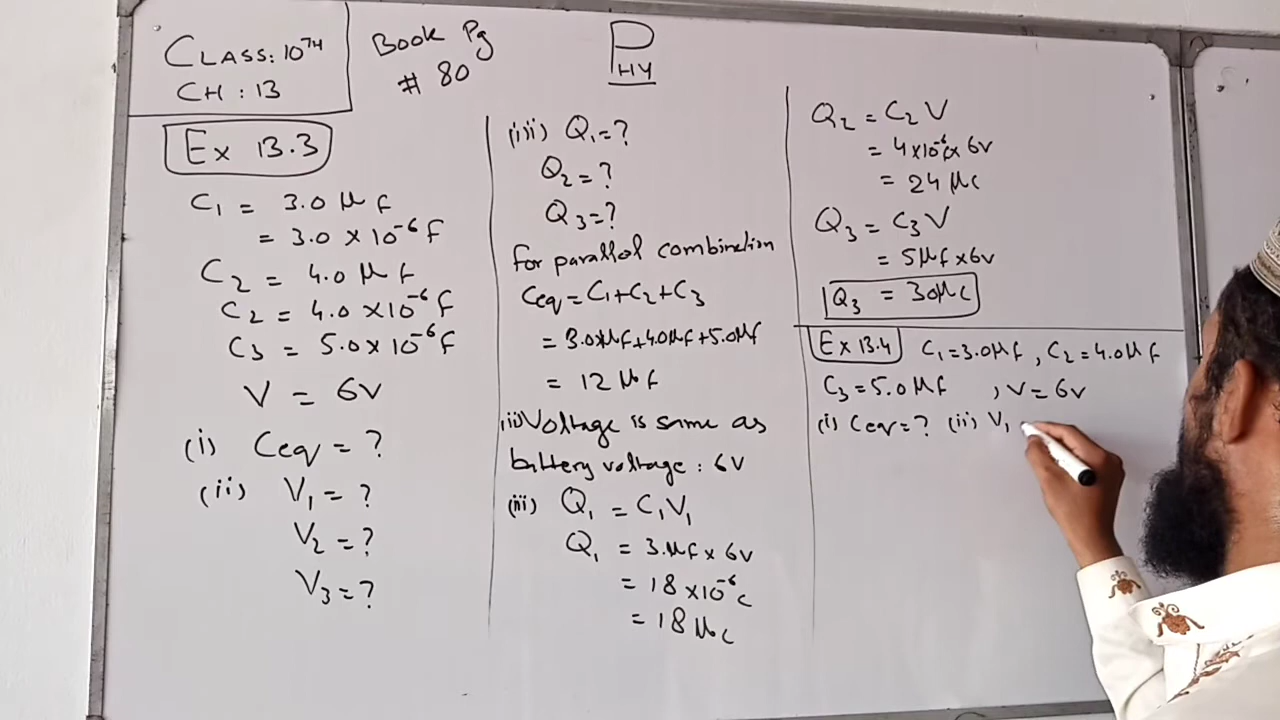 CLASS: 10TH
CH : 13
Book Pg
# 80
P
HY
Ex 13.3
C1 = 3.0 μf
= 3.0 × 10⁻⁶ f
C2 = 4.0 μf
C2 = 4.0 × 10⁻⁶ f
C3 = 5.0 × 10⁻⁶ f
V = 6V
(i) Ceq = ?
(ii) V1 = ?
V2 = ?
V3 = ?
(iii) Q1 = ?
Q2 = ?
Q3 = ?
for parallel combination
Ceq = C1+C2+C3
= 3.0μf+4.0μf+5.0μf
= 12 μf
(ii) Voltage is same as
battery voltage : 6V
(iii) Q1 = C1V1
Q1 = 3.μf × 6V
= 18 × 10⁻⁶ c
= 18 μc
Q2 = C2 V
= 4×10⁻⁶ × 6V
= 24 μc
Q3 = C3 V
= 5μf × 6V
Q3 = 30μc
Ex 13.4 C1 = 3.0μf , C2 = 4.0μf
C3 = 5.0μf , V = 6V
(i) Ceq = ? (ii) V1